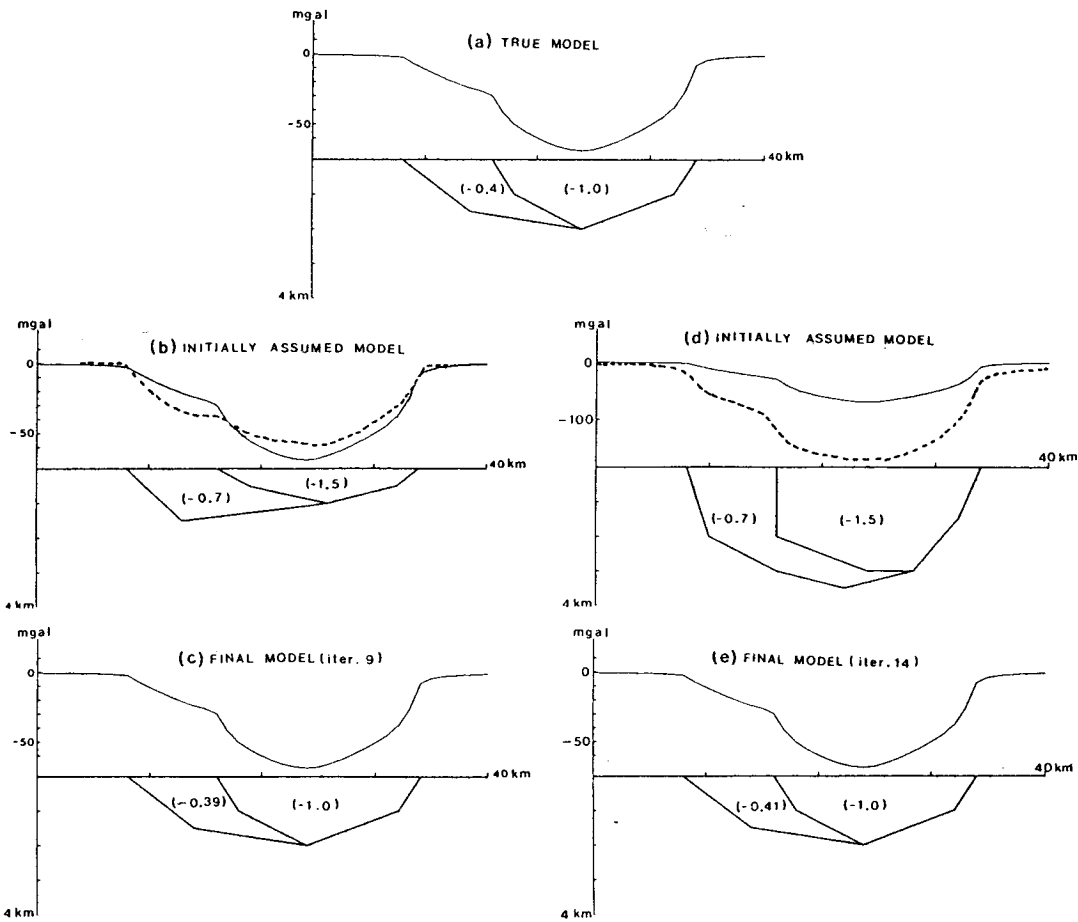 mgal
(a) TRUE MODEL
0
-50
40 km
(-0.4)
(-1.0)
4 km
mgal
(b) INITIALLY ASSUMED MODEL
0
-50
40 km
(-0.7)
(-1.5)
4 km
mgal
(d) INITIALLY ASSUMED MODEL
0
-100
40 km
(-0.7)
(-1.5)
4 km
mgal
(c) FINAL MODEL (iter. 9)
0
-50
40 km
(-0.39)
(-1.0)
4 km
mgal
(e) FINAL MODEL (iter. 14)
0
-50
40 km
(-0.41)
(-1.0)
4 km